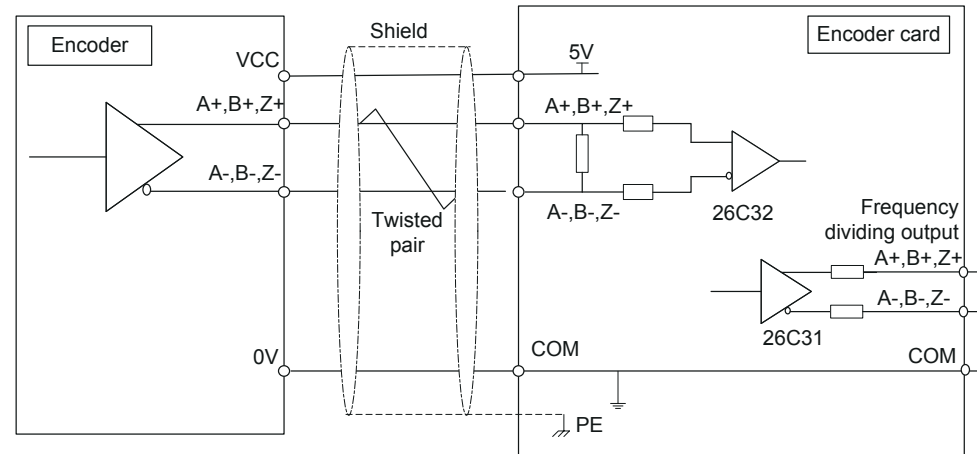 Encoder
Shield
Encoder card
VCC
5V
A+,B+,Z+
A+,B+,Z+
A-,B-,Z-
A-,B-,Z-
Twisted
pair
26C32
Frequency
dividing output
A+,B+,Z+
A-,B-,Z-
26C31
0V
COM
COM
PE